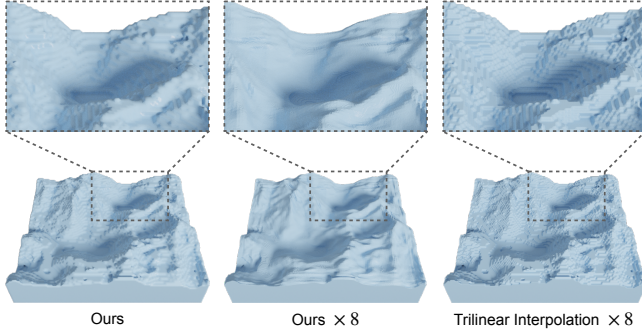 Ours
Ours × 8
Trilinear Interpolation × 8